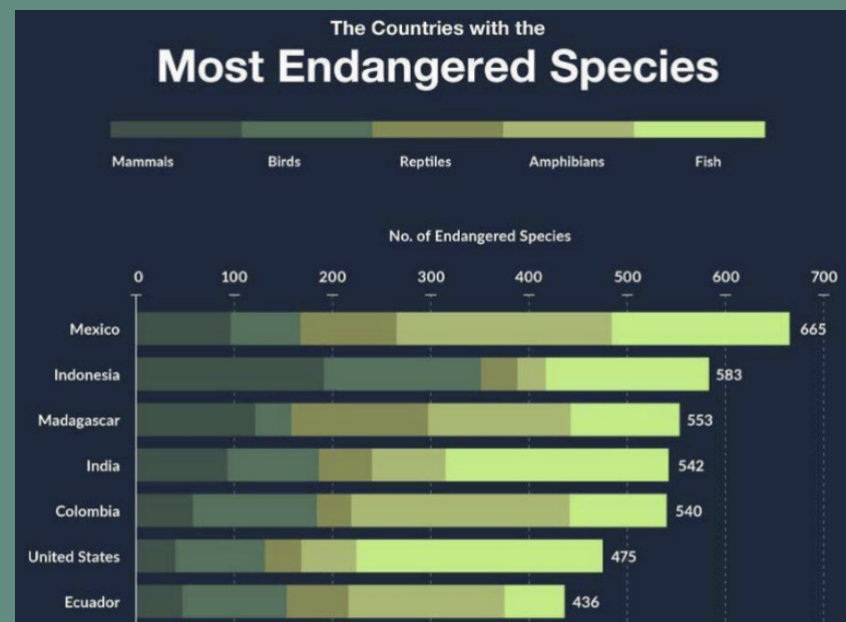 The Countries with the
Most Endangered Species
Mammals Birds Reptiles Amphibians Fish
No. of Endangered Species
0 100 200 300 400 500 600 700
Mexico 665
Indonesia 583
Madagascar 553
India 542
Colombia 540
United States 475
Ecuador 436